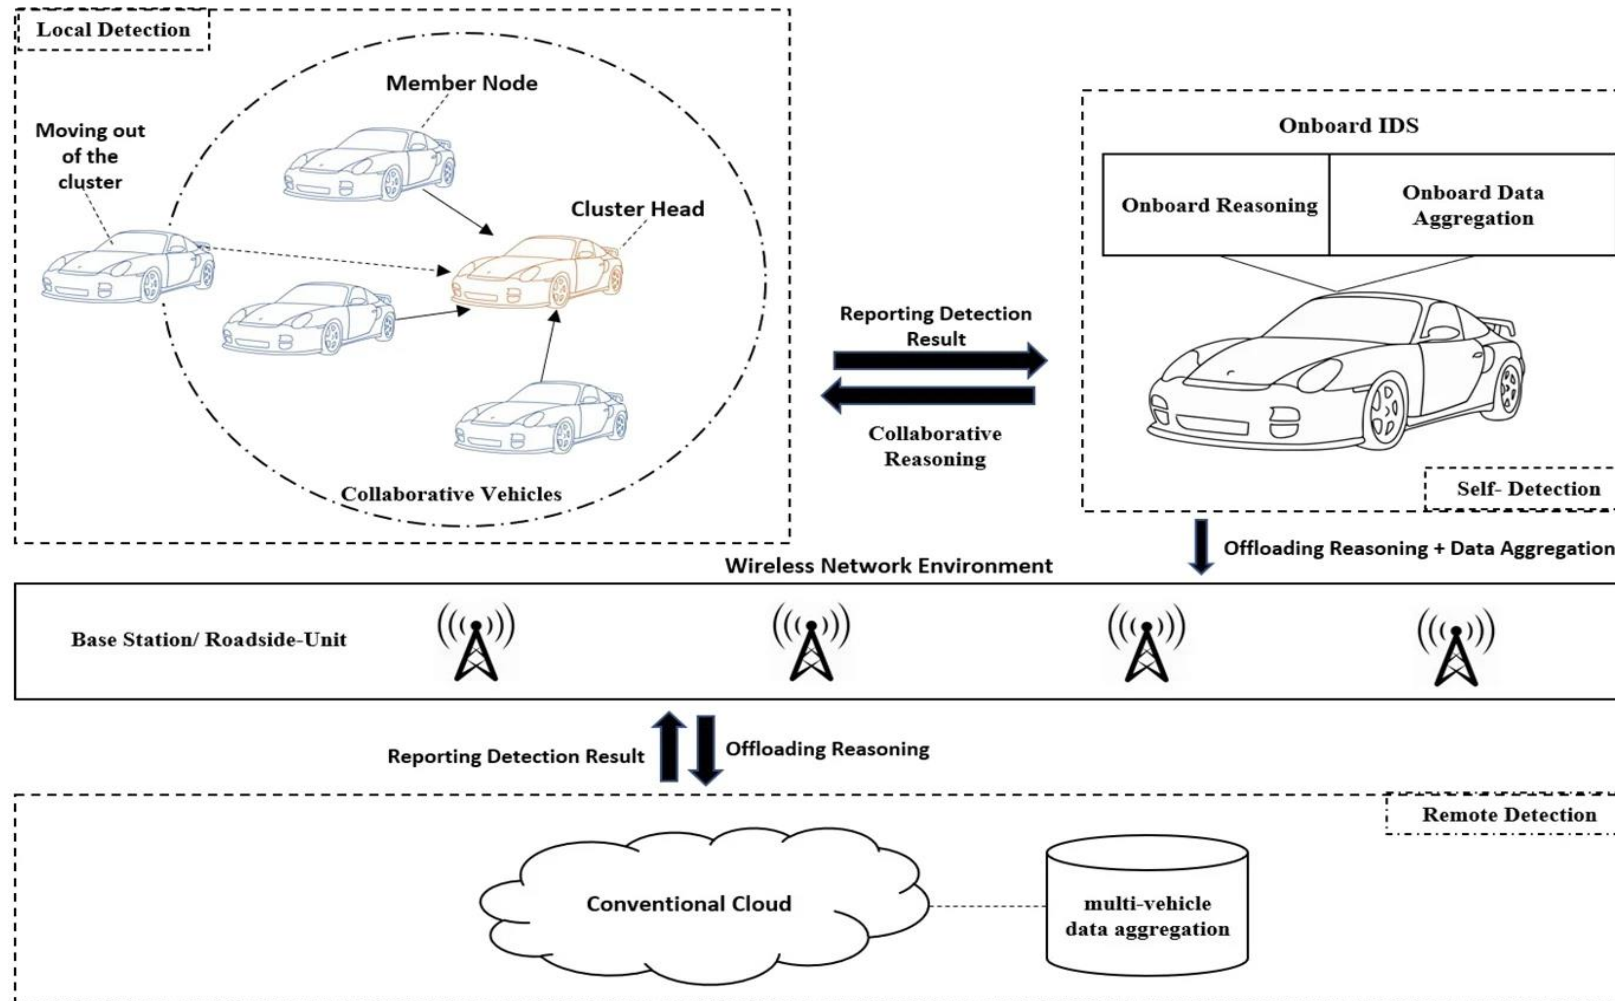 Local Detection
Member Node
Moving out
of the
cluster
Cluster Head
Collaborative Vehicles
Reporting Detection
Result
Collaborative
Reasoning
Onboard IDS
Onboard Reasoning
Onboard Data
Aggregation
Self- Detection
Offloading Reasoning + Data Aggregation
Wireless Network Environment
Base Station/ Roadside-Unit
Reporting Detection Result
Offloading Reasoning
Remote Detection
Conventional Cloud
multi-vehicle
data aggregation